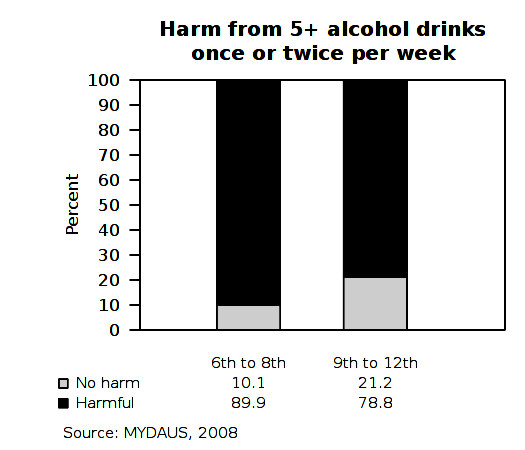 Harm from 5+ alcohol drinks
once or twice per week
100
90
80
70
60
50
40
30
20
10
0
Percent
6th to 8th 9th to 12th
No harm 10.1 21.2
Harmful 89.9 78.8
Source: MYDAUS, 2008